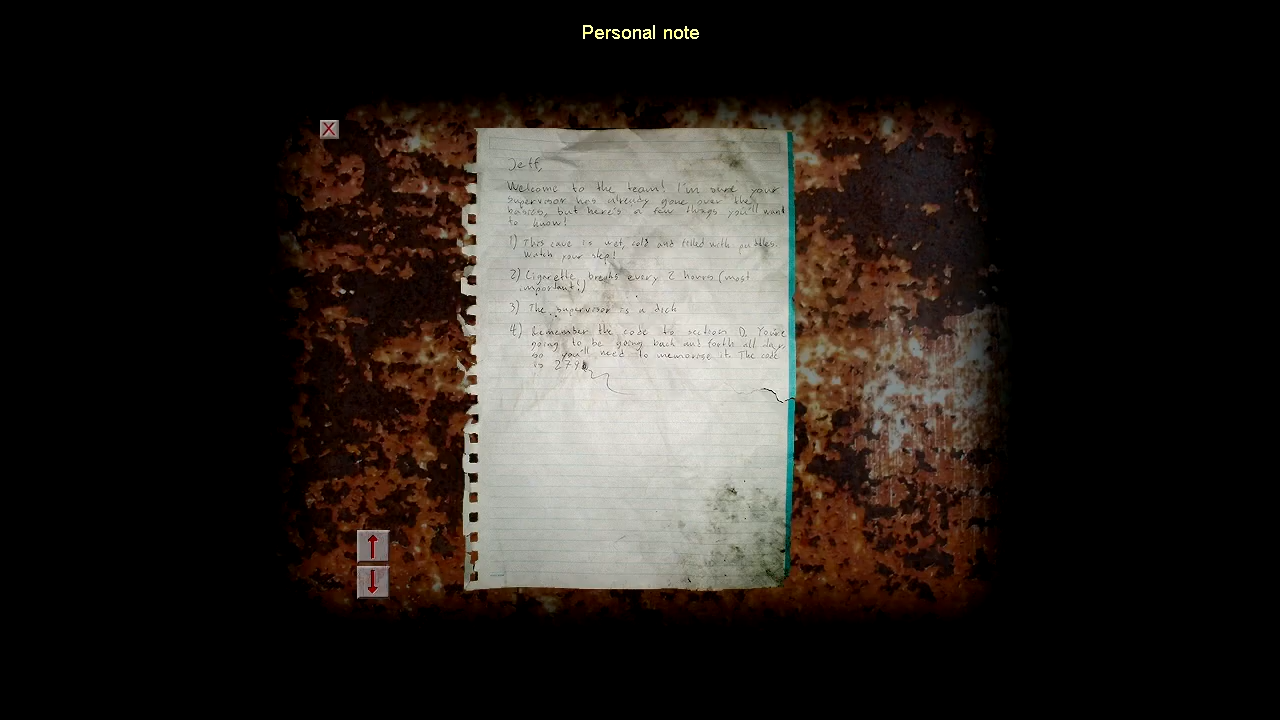 Personal note
Jeff,
Welcome to the team! I'm sure your
supervisor has already gone over the
basics, but here's a few things you'll want
to know!
1) This cave is wet, cold and filled with puddles.
Watch your step!
2) Cigarette breaks every 2 hours (most
important!)
3) The supervisor is a dick
4) Remember the code to section D. You're
going to be going back and forth all day,
so you'll need to memorise it. The code
is 279